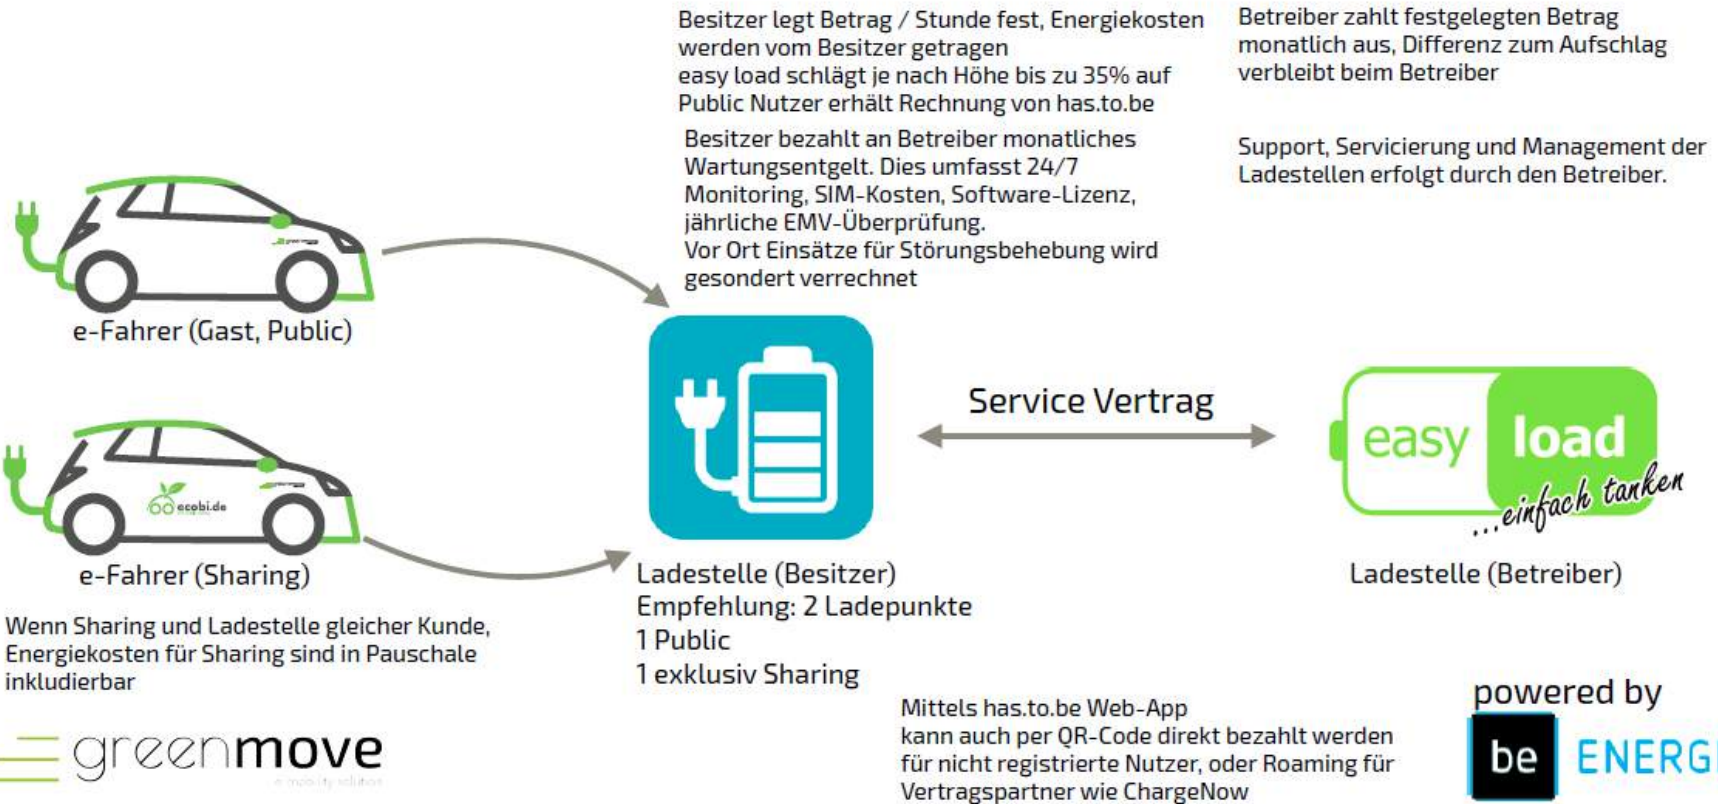 Besitzer legt Betrag / Stunde fest, Energiekosten
werden vom Besitzer getragen
easy load schlägt je nach Höhe bis zu 35% auf
Public Nutzer erhält Rechnung von has.to.be
Betreiber zahlt festgelegten Betrag
monatlich aus, Differenz zum Aufschlag
verbleibt beim Betreiber
Besitzer bezahlt an Betreiber monatliches
Wartungsentgelt. Dies umfasst 24/7
Monitoring, SIM-Kosten, Software-Lizenz,
jährliche EMV-Überprüfung.
Vor Ort Einsätze für Störungsbehebung wird
gesondert verrechnet
Support, Servicierung und Management der
Ladestellen erfolgt durch den Betreiber.
e-Fahrer (Gast, Public)
Service Vertrag
easy load
...einfach tanken
ecobi.de
e-Fahrer (Sharing)
Ladestelle (Besitzer)
Empfehlung: 2 Ladepunkte
1 Public
1 exklusiv Sharing
Ladestelle (Betreiber)
Wenn Sharing und Ladestelle gleicher Kunde,
Energiekosten für Sharing sind in Pauschale
inkludierbar
greenmove
e-mobility solution
Mittels has.to.be Web-App
kann auch per QR-Code direkt bezahlt werden
für nicht registrierte Nutzer, oder Roaming für
Vertragspartner wie ChargeNow
powered by
be ENERG